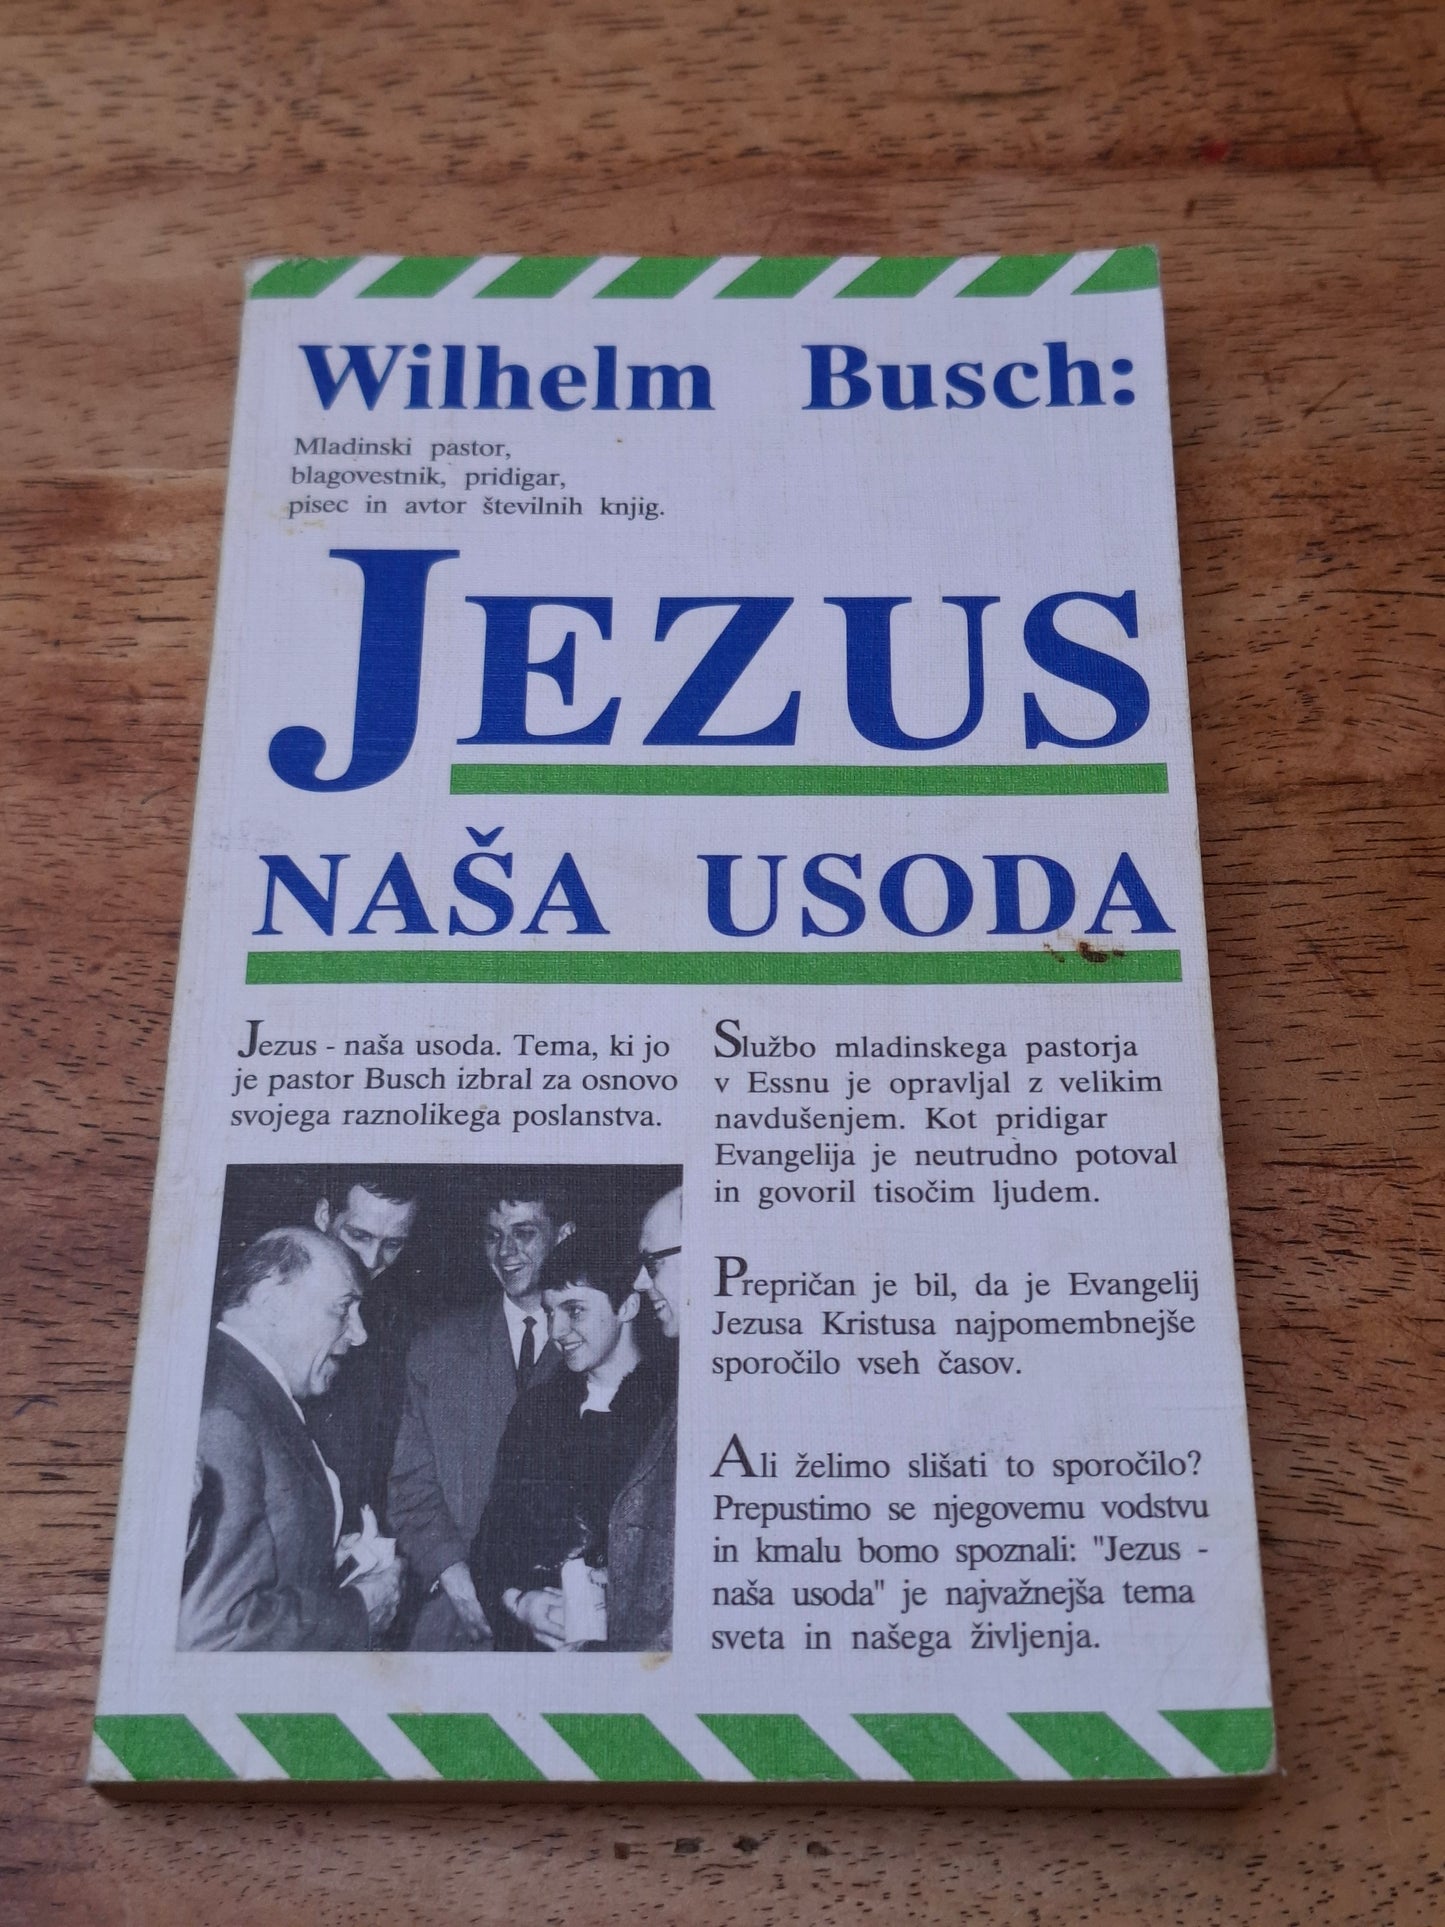 Wilhelm Busch:
Mladinski pastor,
blagovestnik, pridigar,
pisec in avtor številnih knjig.
JEZUS
NAŠA USODA
Jezus - naša usoda. Tema, ki jo
je pastor Busch izbral za osnovo
svojega raznolikega poslanstva.
Službo mladinskega pastorja
v Essnu je opravljal z velikim
navdušenjem. Kot pridigar
Evangelija je neutrudno potoval
in govoril tisočim ljudem.
Prepričan je bil, da je Evangelij
Jezusa Kristusa najpomembnejše
sporočilo vseh časov.
Ali želimo slišati to sporočilo?
Prepustimo se njegovemu vodstvu
in kmalu bomo spoznali: "Jezus -
naša usoda" je najvažnejša tema
sveta in našega življenja.